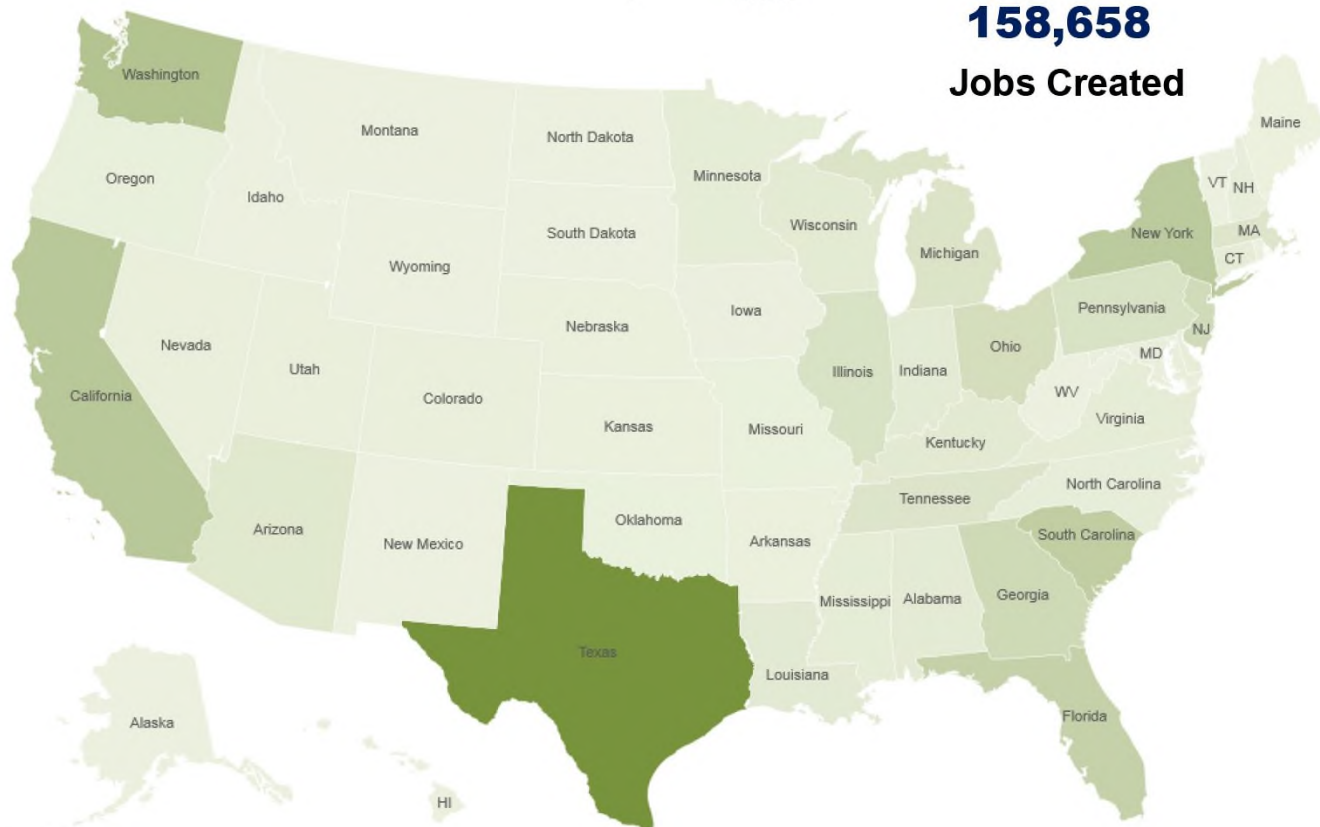 158,658
Jobs Created
Washington
Montana
North Dakota
Minnesota
Maine
Oregon
Idaho
Wisconsin
VT
NH
South Dakota
Michigan
New York
MA
Wyoming
CT
Iowa
Nebraska
Pennsylvania
Nevada
Utah
Ohio
NJ
Illinois
Indiana
MD
California
Colorado
WV
Kansas
Missouri
Virginia
Kentucky
North Carolina
Tennessee
Arizona
New Mexico
Oklahoma
Arkansas
South Carolina
Mississippi
Alabama
Georgia
Texas
Louisiana
Alaska
Florida
HI